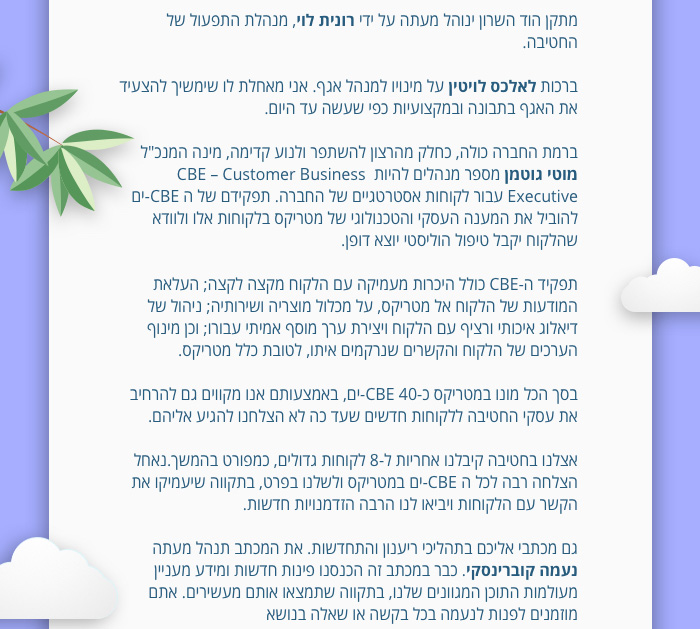 מתקן הוד השרון ינוהל מעתה על ידי רונית לוי, מנהלת התפעול של
החטיבה.
ברכות לאלכס לויטין על מינויו למנהל אגף. אני מאחלת לו שימשיך להצעיד
את האגף בתבונה ובמקצועיות כפי שעשה עד היום.
ברמת החברה כולה, כחלק מהרצון להשתפר ולנוע קדימה, מינה המנכ"ל
מוטי גוטמן מספר מנהלים להיות CBE – Customer Business
Executive עבור לקוחות אסטרטגיים של החברה. תפקידם של ה CBE-ים
להוביל את המענה העסקי והטכנולוגי של מטריקס בלקוחות אלו ולוודא
שהלקוח יקבל טיפול הוליסטי יוצא דופן.
תפקיד ה-CBE כולל היכרות מעמיקה עם הלקוח מקצה לקצה; העלאת
המודעות של הלקוח אל מטריקס, על מכלול מוצריה ושירותיה; ניהול של
דיאלוג איכותי ורציף עם הלקוח ויצירת ערך מוסף אמיתי עבורו; וכן מינוף
הערכים של הלקוח והקשרים שנרקמים איתו, לטובת כלל מטריקס.
בסך הכל מונו במטריקס כ-40 CBE-ים, באמצעותם אנו מקווים גם להרחיב
את עסקי החטיבה ללקוחות חדשים שעד כה לא הצלחנו להגיע אליהם.
אצלנו בחטיבה קיבלנו אחריות ל-8 לקוחות גדולים, כמפורט בהמשך.נאחל
הצלחה רבה לכל ה CBE-ים במטריקס ולשלנו בפרט, בתקווה שיעמיקו את
הקשר עם הלקוחות ויביאו לנו הרבה הזדמנויות חדשות.
גם מכתבי אליכם בתהליכי ריענון והתחדשות. את המכתב תנהל מעתה
נעמה קוברינסקי. כבר במכתב זה הכנסנו פינות חדשות ומידע מעניין
מעולמות התוכן המגוונים שלנו, בתקווה שתמצאו אותם מעשירים. אתם
מוזמנים לפנות לנעמה בכל בקשה או שאלה בנושא